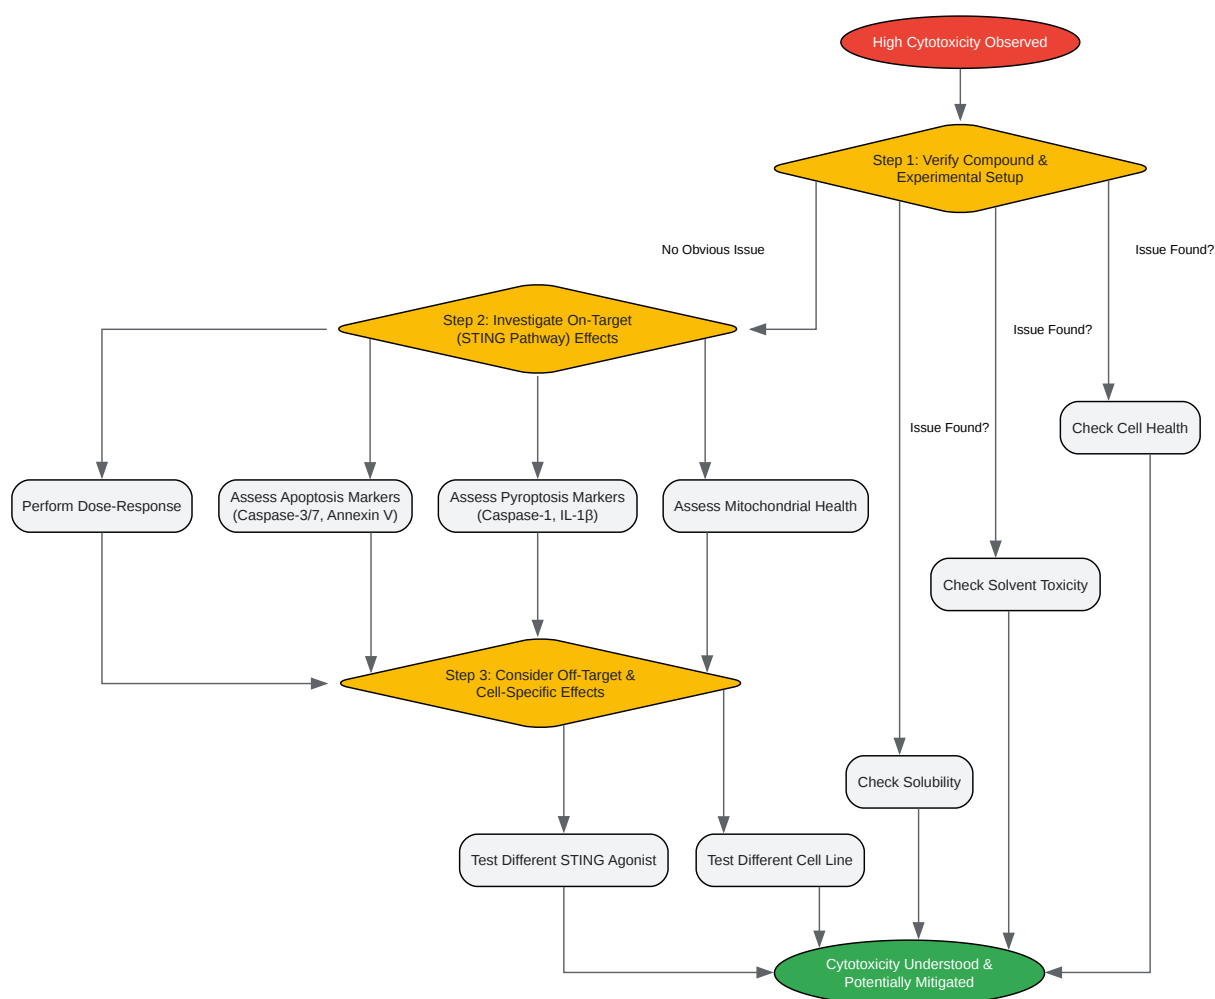 High Cytotoxicity Observed
Step 1: Verify Compound &
Experimental Setup
No Obvious Issue
Issue Found?
Step 2: Investigate On-Target
(STING Pathway) Effects
Issue Found?
Issue Found?
Check Cell Health
Perform Dose-Response
Assess Apoptosis Markers
(Caspase-3/7, Annexin V)
Assess Pyroptosis Markers
(Caspase-1, IL-1β)
Assess Mitochondrial Health
Check Solvent Toxicity
Step 3: Consider Off-Target &
Cell-Specific Effects
Check Solubility
Test Different STING Agonist
Test Different Cell Line
Cytotoxicity Understood &
Potentially Mitigated